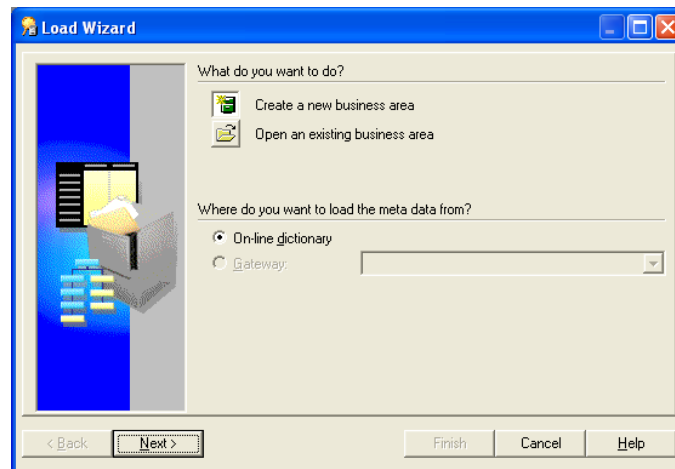 Load Wizard
What do you want to do?
Create a new business area
Open an existing business area
Where do you want to load the meta data from?
On-line dictionary
Gateway:
< Back
Next >
Finish
Cancel
Help